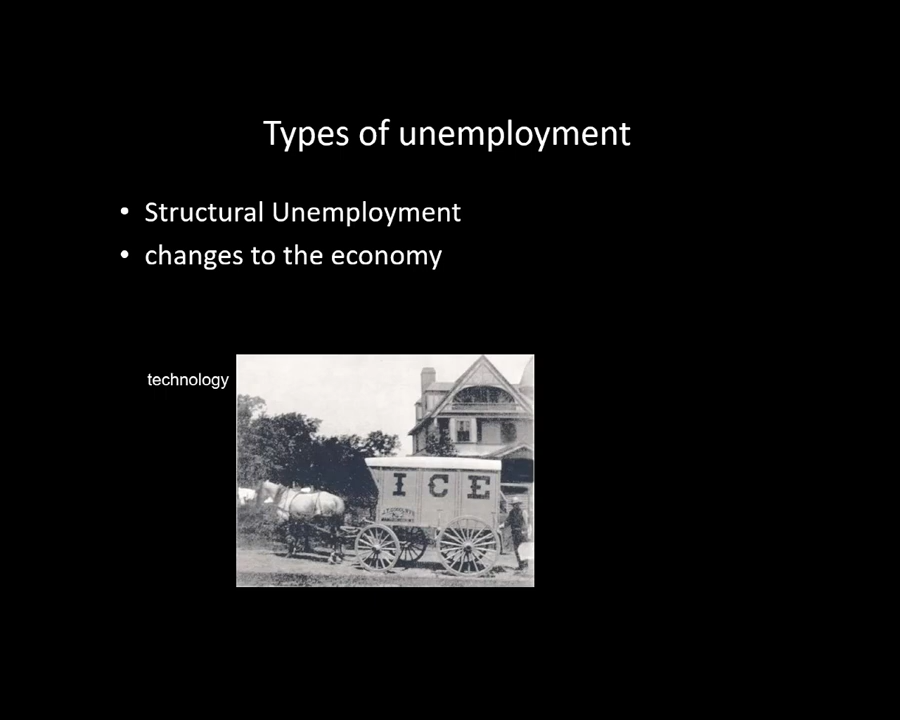 Types of unemployment
• Structural Unemployment
• changes to the economy
technology
ICE